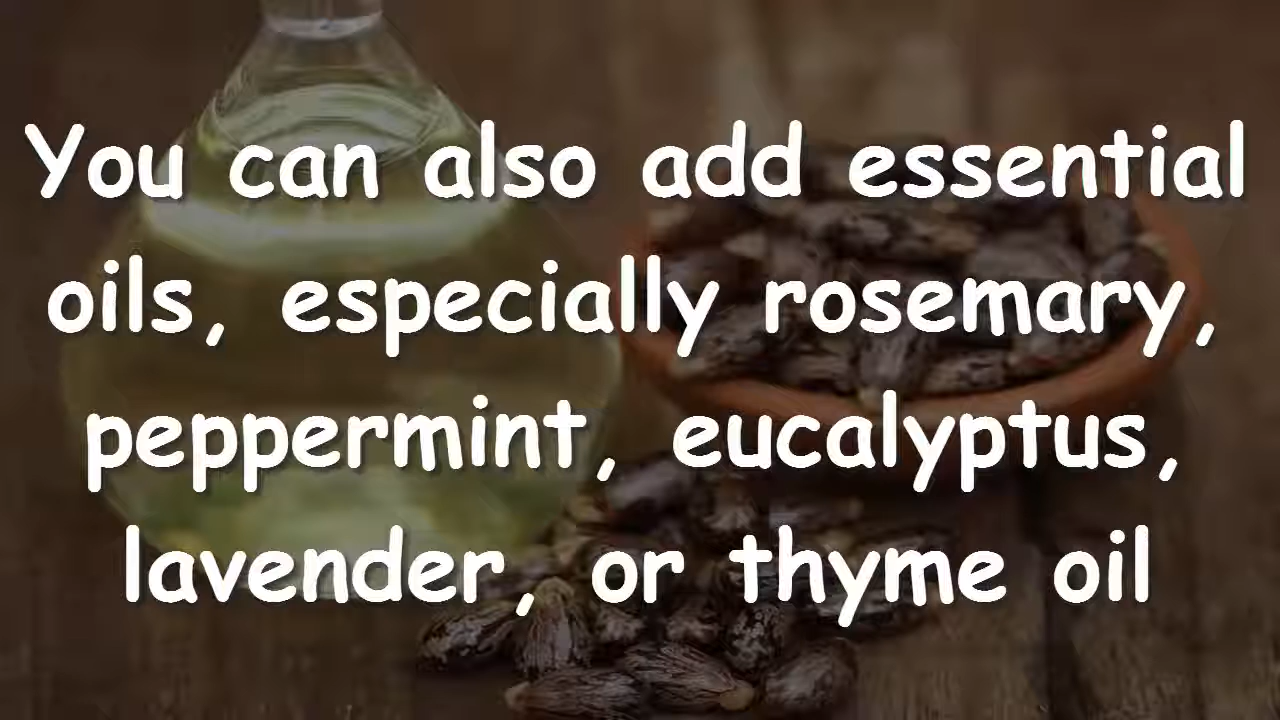 You can also add essential
oils, especially rosemary,
peppermint, eucalyptus,
lavender, or thyme oil